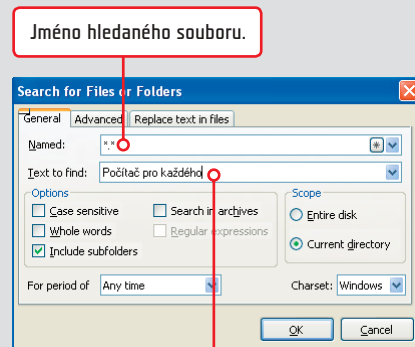 Jméno hledaného souboru.
Search for Files or Folders
General Advanced Replace text in files
Named: *.*
Text to find: Počítač pro každého
Options Scope
Case sensitive Search in archives Entire disk
Whole words Regular expressions
Include subfolders Current directory
For period of Any time Charset: Windows
OK Cancel